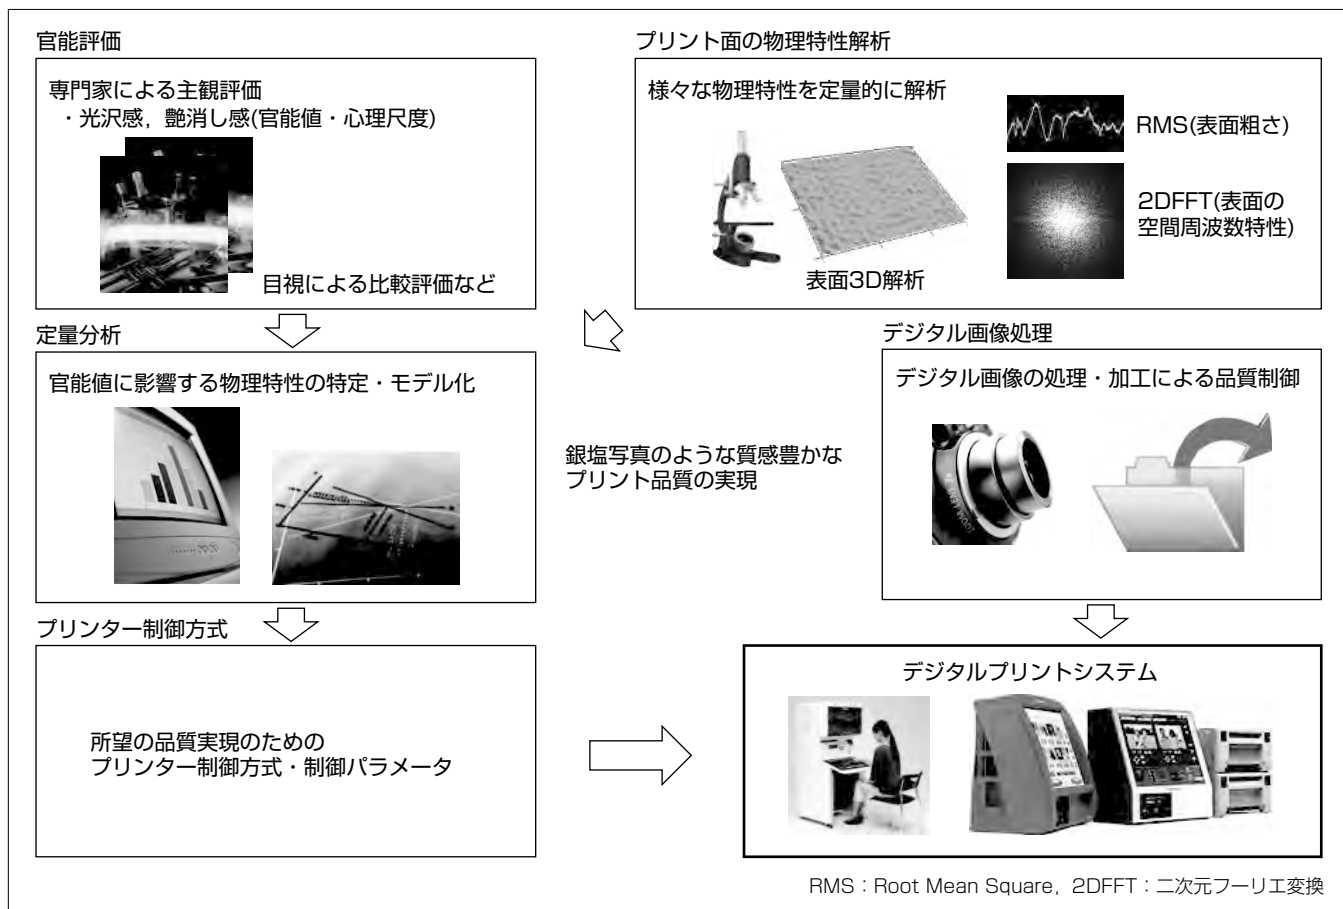 官能評価
専門家による主観評価
・光沢感，艶消し感(官能値・心理尺度)
目視による比較評価など
プリント面の物理特性解析
様々な物理特性を定量的に解析
RMS(表面粗さ)
2DFFT(表面の
空間周波数特性)
表面3D解析
定量分析
官能値に影響する物理特性の特定・モデル化
銀塩写真のような質感豊かな
プリント品質の実現
デジタル画像処理
デジタル画像の処理・加工による品質制御
ZOOM LENS
プリンター制御方式
所望の品質実現のための
プリンター制御方式・制御パラメータ
デジタルプリントシステム
RMS：Root Mean Square，2DFFT：二次元フーリエ変換